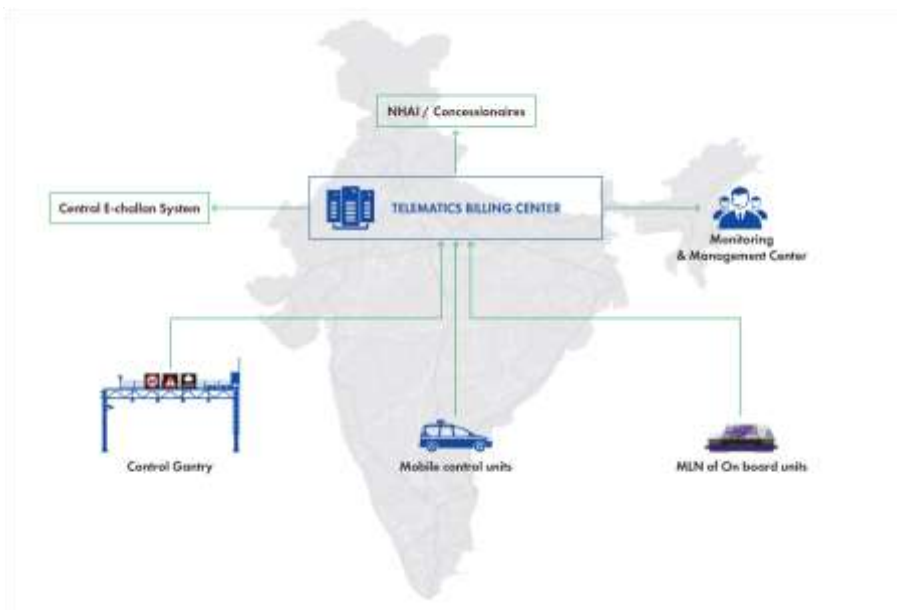 NHAI / Concessionaires
Central E-challan System
TELEMATICS BILLING CENTER
Monitoring
& Management Center
Control Gantry
Mobile control units
MLN of On board units